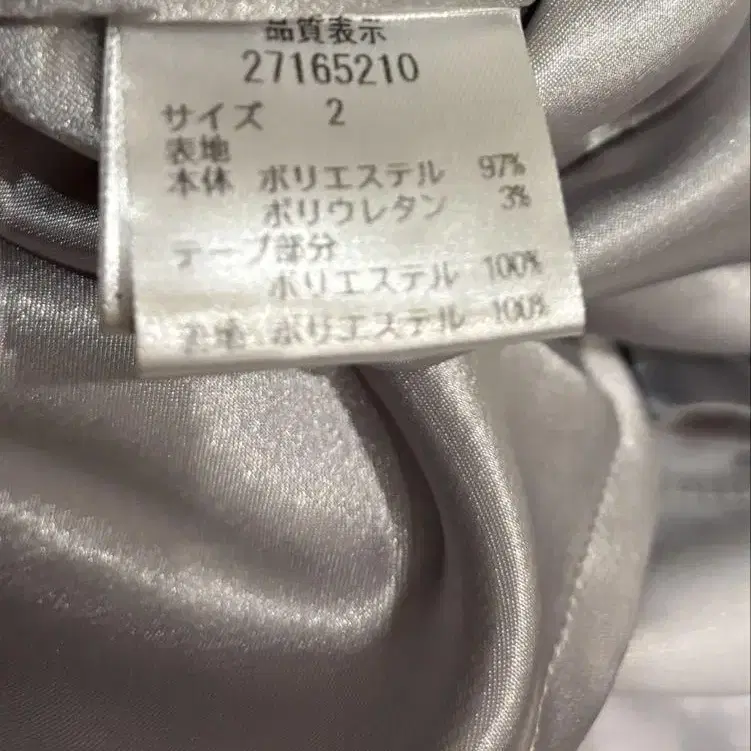 品質表示
27165210
サイズ 2
表地
本体 ポリエステル 97%
ポリウレタン 3%
テープ部分
ポリエステル 100%
裏地 ポリエステル 100%